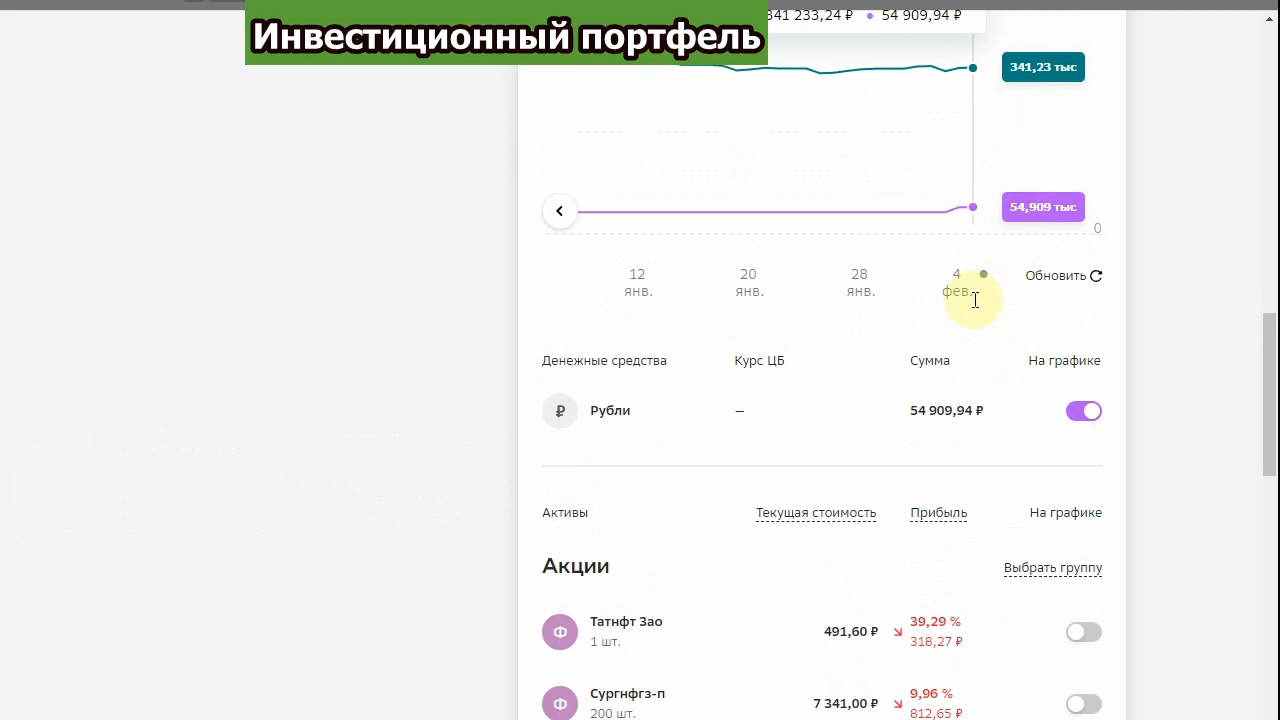 341 233,24 ₽ 54 909,94 ₽
Инвестиционный портфель
341,23 тыс
54,909 тыс
0
12 янв.
20 янв.
28 янв.
4 фев.
Обновить
Денежные средства Курс ЦБ Сумма На графике
₽ Рубли – 54 909,94 ₽
Активы Текущая стоимость Прибыль На графике
Акции Выбрать группу
Ф Татнфт 3ао 491,60 ₽ 39,29 %
1 шт. 318,27 ₽
Ф Сургнфгз-п 7 341,00 ₽ 9,96 %
200 шт. 812,65 ₽